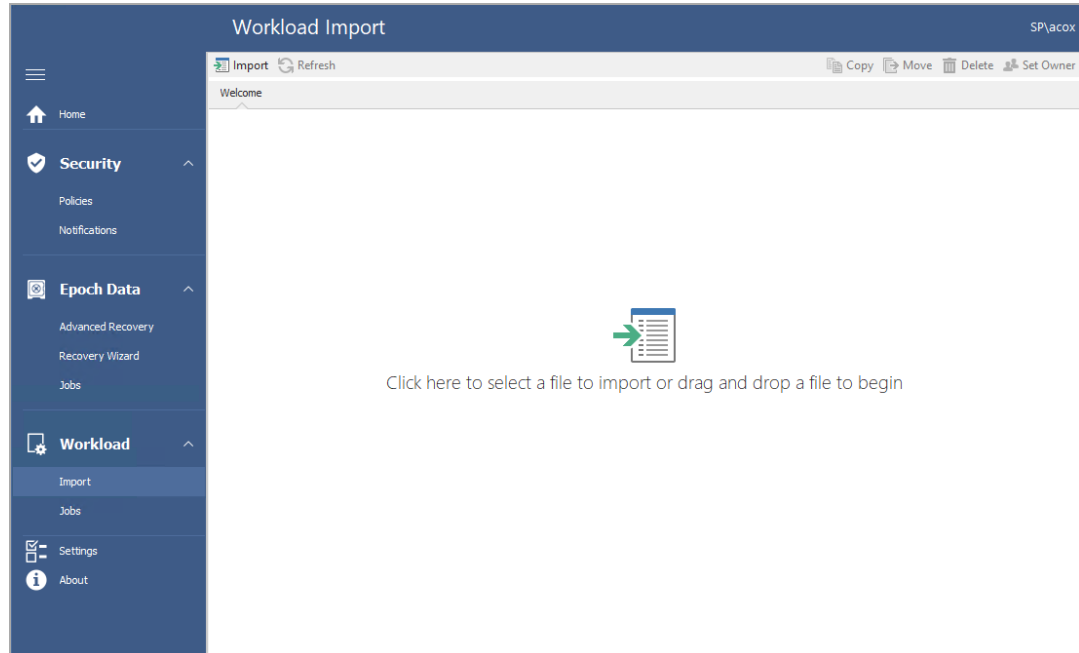 Workload Import
SP\acox
Import Refresh
Copy Move Delete Set Owner
Welcome
Home
Security
Policies
Notifications
Epoch Data
Advanced Recovery
Recovery Wizard
Jobs
Workload
Import
Jobs
Settings
About
Click here to select a file to import or drag and drop a file to begin